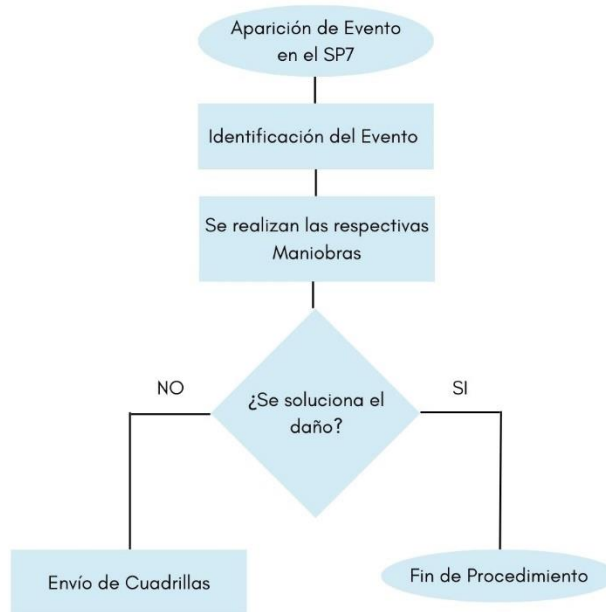 Aparición de Evento
en el SP7
Identificación del Evento
Se realizan las respectivas
Maniobras
¿Se soluciona el
daño?
NO
SI
Envío de Cuadrillas
Fin de Procedimiento